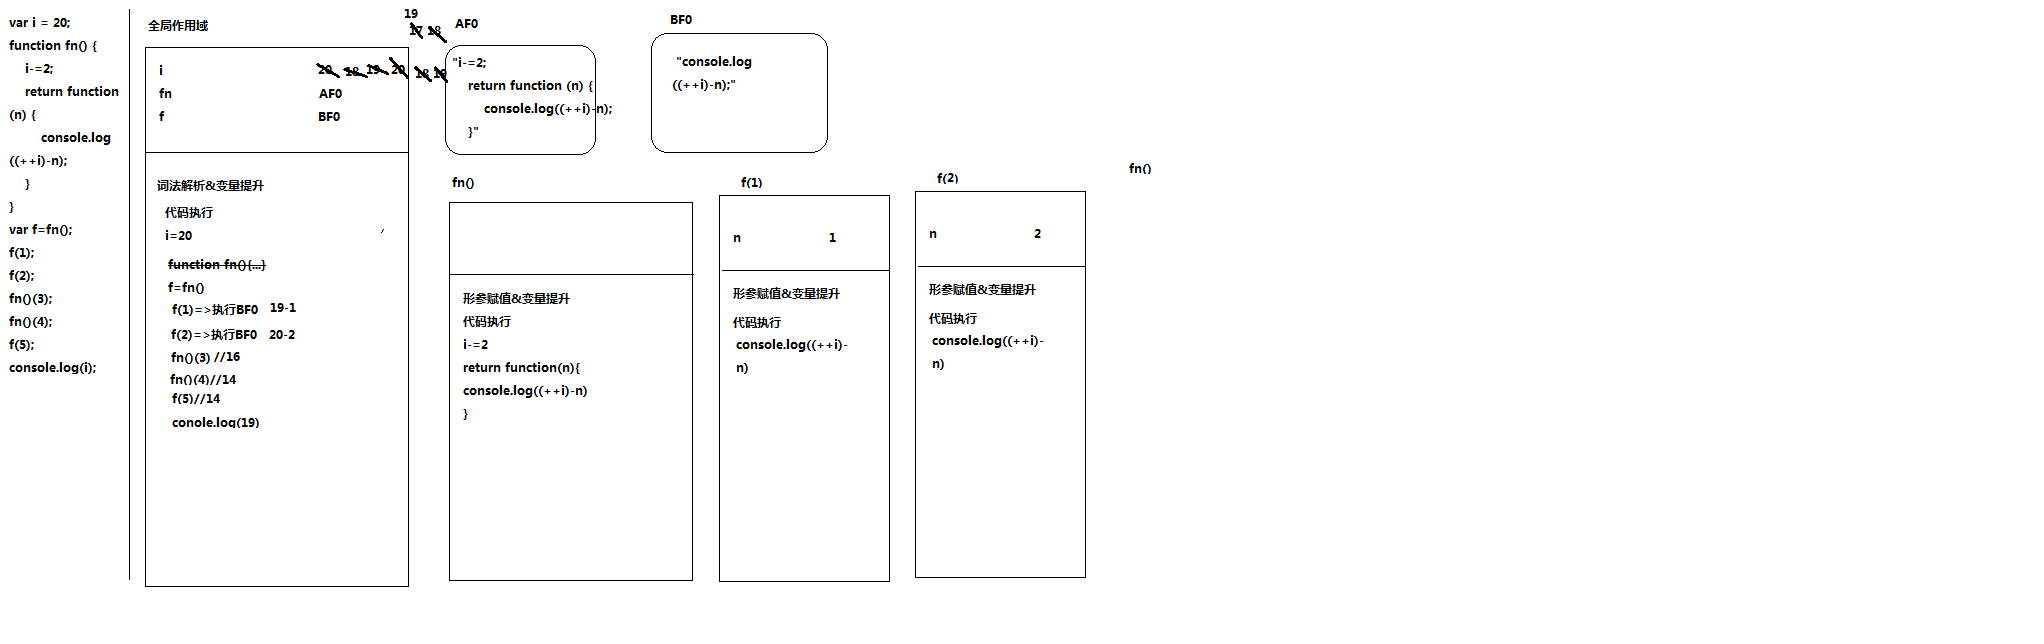 var i = 20;
function fn() {
i-=2;
return function
(n) {
console.log
((++i)-n);
}
}
var f=fn();
f(1);
f(2);
fn()(3);
fn()(4);
f(5);
console.log(i);
全局作用域
i 20 18 19 20 18 19
17 18
19
fn AF0
f BF0
词法解析&变量提升
代码执行
i=20
function fn(){...}
f=fn()
f(1)=>执行BF0 19-1
f(2)=>执行BF0 20-2
fn()(3) //16
fn()(4)//14
f(5)//14
conole.log(19)
AF0
"i-=2;
return function (n) {
console.log((++i)-n);
}"
BF0
"console.log
((++i)-n);"
fn()
形参赋值&变量提升
代码执行
i-=2
return function(n){
console.log((++i)-n)
}
f(1)
n 1
形参赋值&变量提升
代码执行
console.log((++i)-
n)
f(2)
n 2
形参赋值&变量提升
代码执行
console.log((++i)-
n)
fn()